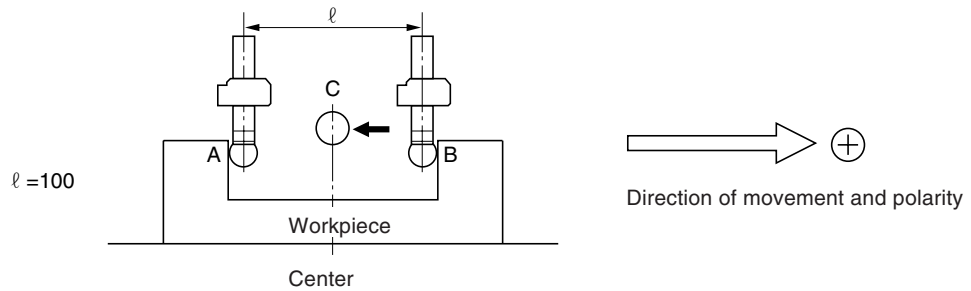 ℓ
C
A
B
ℓ =100
Workpiece
Center
Direction of movement and polarity